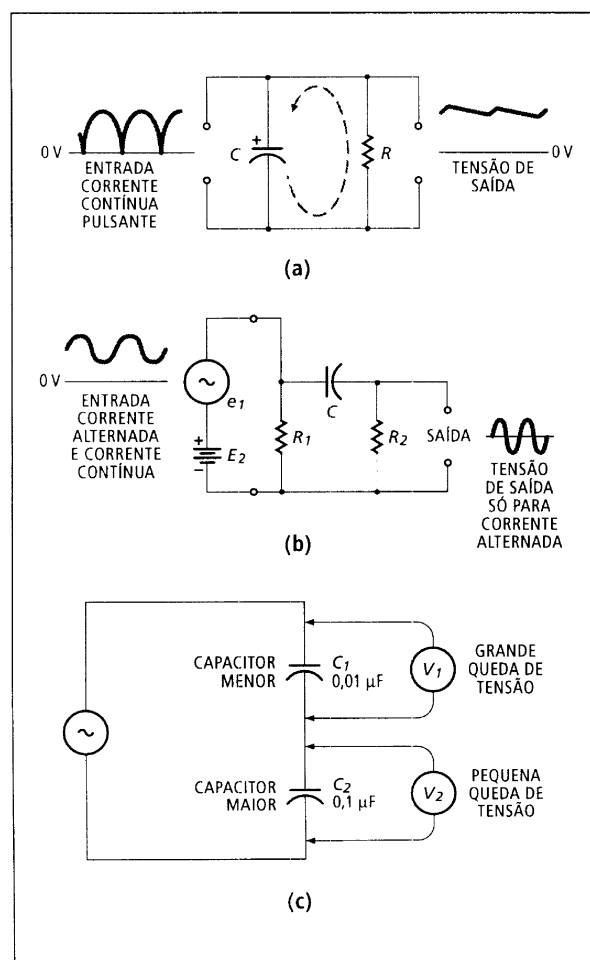 0 V
ENTRADA
CORRENTE
CONTÍNUA
PULSANTE
+
C
R
0 V
TENSÃO DE
SAÍDA
(a)
0 V
ENTRADA
CORRENTE
ALTERNADA
E CORRENTE
CONTÍNUA
e1
+
E2
−
R1
C
R2
SAÍDA
TENSÃO
DE SAÍDA
SÓ PARA
CORRENTE
ALTERNADA
(b)
CAPACITOR
MENOR
C1
0,01 µF
V1
GRANDE
QUEDA DE
TENSÃO
CAPACITOR
MAIOR
C2
0,1 µF
V2
PEQUENA
QUEDA DE
TENSÃO
(c)